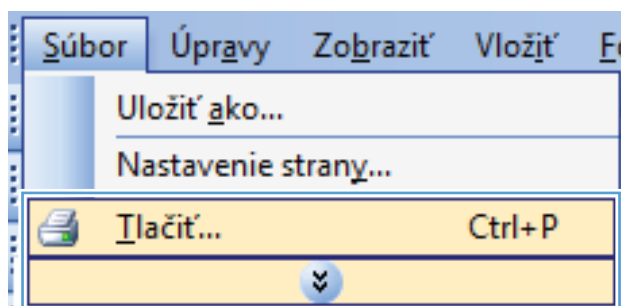 Súbor Úpravy Zobraziť Vložiť
Uložiť ako...
Nastavenie strany...
Tlačiť... Ctrl+P